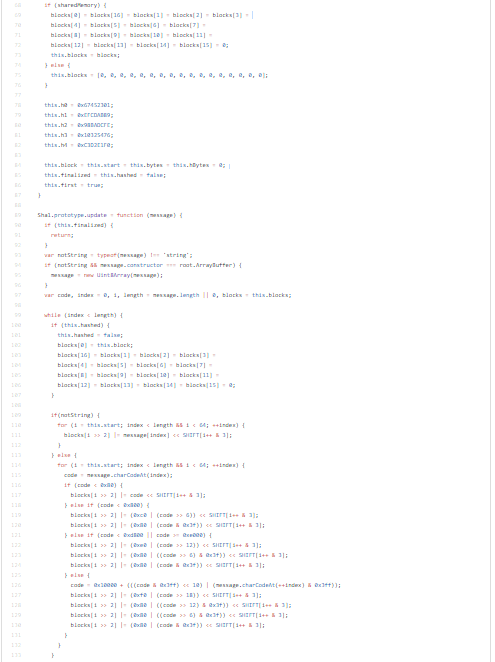 68 if (sharedMemory) {
69 blocks[0] = blocks[16] = blocks[1] = blocks[2] = blocks[3] =
70 blocks[4] = blocks[5] = blocks[6] = blocks[7] =
71 blocks[8] = blocks[9] = blocks[10] = blocks[11] =
72 blocks[12] = blocks[13] = blocks[14] = blocks[15] = 0;
73 this.blocks = blocks;
74 } else {
75 this.blocks = [0, 0, 0, 0, 0, 0, 0, 0, 0, 0, 0, 0, 0, 0, 0, 0, 0];
76 }
77
78 this.h0 = 0x67452301;
79 this.h1 = 0xEFCDAB89;
80 this.h2 = 0x98BADCFE;
81 this.h3 = 0x10325476;
82 this.h4 = 0xC3D2E1F0;
83
84 this.block = this.start = this.bytes = this.hBytes = 0;
85 this.finalized = this.hashed = false;
86 this.first = true;
87 }
88
89 Sha1.prototype.update = function (message) {
90 if (this.finalized) {
91 return;
92 }
93 var notString = typeof(message) !== 'string';
94 if (notString && message.constructor === root.ArrayBuffer) {
95 message = new Uint8Array(message);
96 }
97 var code, index = 0, i, length = message.length || 0, blocks = this.blocks;
98
99 while (index < length) {
100 if (this.hashed) {
101 this.hashed = false;
102 blocks[0] = this.block;
103 blocks[16] = blocks[1] = blocks[2] = blocks[3] =
104 blocks[4] = blocks[5] = blocks[6] = blocks[7] =
105 blocks[8] = blocks[9] = blocks[10] = blocks[11] =
106 blocks[12] = blocks[13] = blocks[14] = blocks[15] = 0;
107 }
108
109 if(notString) {
110 for (i = this.start; index < length && i < 64; ++index) {
111 blocks[i >> 2] |= message[index] << SHIFT[i++ & 3];
112 }
113 } else {
114 for (i = this.start; index < length && i < 64; ++index) {
115 code = message.charCodeAt(index);
116 if (code < 0x80) {
117 blocks[i >> 2] |= code << SHIFT[i++ & 3];
118 } else if (code < 0x800) {
119 blocks[i >> 2] |= (0xc0 | (code >> 6)) << SHIFT[i++ & 3];
120 blocks[i >> 2] |= (0x80 | (code & 0x3f)) << SHIFT[i++ & 3];
121 } else if (code < 0xd800 || code >= 0xe000) {
122 blocks[i >> 2] |= (0xe0 | (code >> 12)) << SHIFT[i++ & 3];
123 blocks[i >> 2] |= (0x80 | ((code >> 6) & 0x3f)) << SHIFT[i++ & 3];
124 blocks[i >> 2] |= (0x80 | (code & 0x3f)) << SHIFT[i++ & 3];
125 } else {
126 code = 0x10000 + (((code & 0x3ff) << 10) | (message.charCodeAt(++index) & 0x3ff));
127 blocks[i >> 2] |= (0xf0 | (code >> 18)) << SHIFT[i++ & 3];
128 blocks[i >> 2] |= (0x80 | ((code >> 12) & 0x3f)) << SHIFT[i++ & 3];
129 blocks[i >> 2] |= (0x80 | ((code >> 6) & 0x3f)) << SHIFT[i++ & 3];
130 blocks[i >> 2] |= (0x80 | (code & 0x3f)) << SHIFT[i++ & 3];
131 }
132 }
133 }